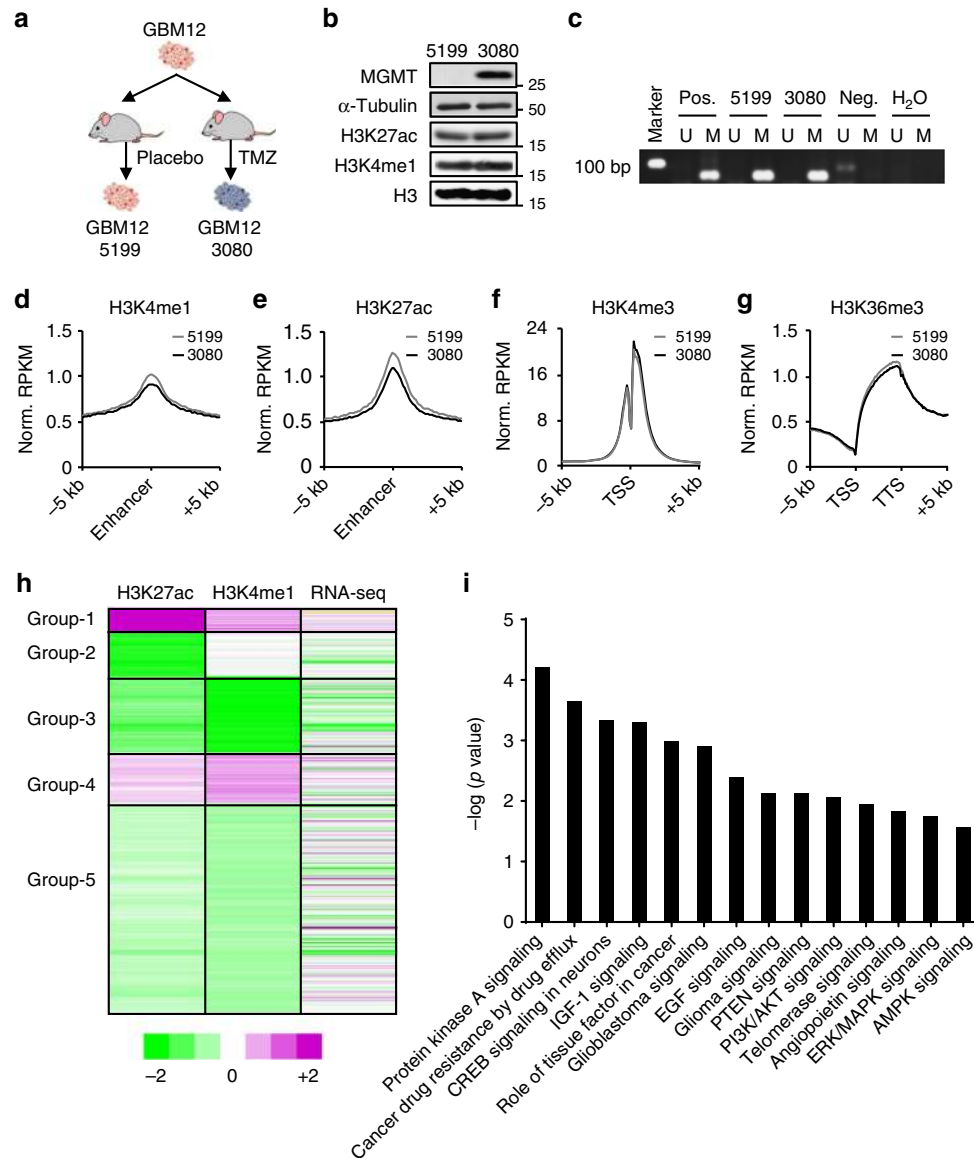 a
GBM12
Placebo
TMZ
GBM12
5199
GBM12
3080
b
5199 3080
MGMT
25
α-Tubulin
50
H3K27ac
15
H3K4me1
15
H3
15
c
Marker
Pos. 5199 3080 Neg. H₂O
U M U M U M U M U M
100 bp
d
H3K4me1
Norm. RPKM
1.5
1.0
0.5
0
5199
3080
–5 kb
Enhancer
+5 kb
e
H3K27ac
Norm. RPKM
1.5
1.0
0.5
0
5199
3080
–5 kb
Enhancer
+5 kb
f
H3K4me3
Norm. RPKM
24
16
8
0
5199
3080
–5 kb
TSS
+5 kb
g
H3K36me3
Norm. RPKM
1.5
1.0
0.5
0
5199
3080
–5 kb
TSS
TTS
+5 kb
h
H3K27ac H3K4me1 RNA-seq
Group-1
Group-2
Group-3
Group-4
Group-5
–2 0 +2
i
–log (p value)
5
4
3
2
1
0
Protein kinase A signaling
Cancer drug resistance by drug efflux
CREB signaling in neurons
IGF-1 signaling
Role of tissue factor in cancer
Glioblastoma signaling
EGF signaling
Glioma signaling
PTEN signaling
PI3K/AKT signaling
Telomerase signaling
Angiopoietin signaling
ERK/MAPK signaling
AMPK signaling